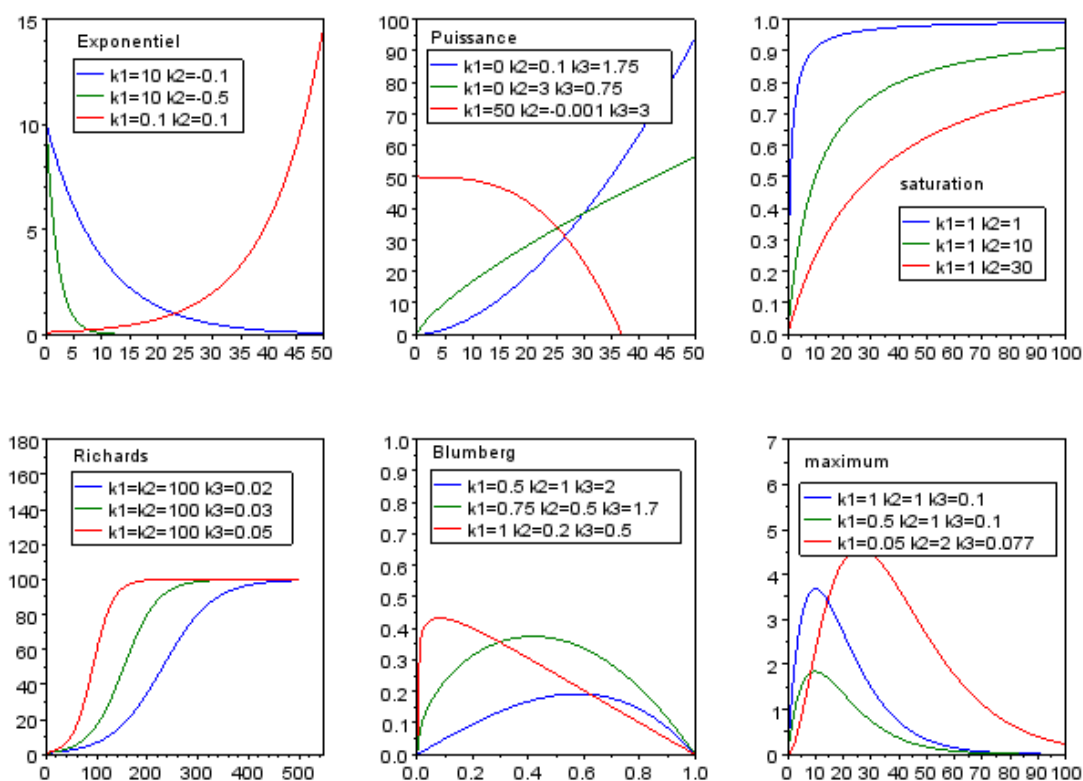 Exponentiel
k1=10 k2=-0.1
k1=10 k2=-0.5
k1=0.1 k2=0.1
15
10
5
0
0 5 10 15 20 25 30 35 40 45 50
Puissance
k1=0 k2=0.1 k3=1.75
k1=0 k2=3 k3=0.75
k1=50 k2=-0.001 k3=3
100
90
80
70
60
50
40
30
20
10
0
0 5 10 15 20 25 30 35 40 45 50
saturation
k1=1 k2=1
k1=1 k2=10
k1=1 k2=30
1.0
0.9
0.8
0.7
0.6
0.5
0.4
0.3
0.2
0.1
0.0
0 10 20 30 40 50 60 70 80 90 100
Richards
k1=k2=100 k3=0.02
k1=k2=100 k3=0.03
k1=k2=100 k3=0.05
180
160
140
120
100
80
60
40
20
0
0 100 200 300 400 500
Blumberg
k1=0.5 k2=1 k3=2
k1=0.75 k2=0.5 k3=1.7
k1=1 k2=0.2 k3=0.5
1.0
0.9
0.8
0.7
0.6
0.5
0.4
0.3
0.2
0.1
0.0
0.0 0.2 0.4 0.6 0.8 1.0
maximum
k1=1 k2=1 k3=0.1
k1=0.5 k2=1 k3=0.1
k1=0.05 k2=2 k3=0.077
7
6
5
4
3
2
1
0
0 10 20 30 40 50 60 70 80 90 100